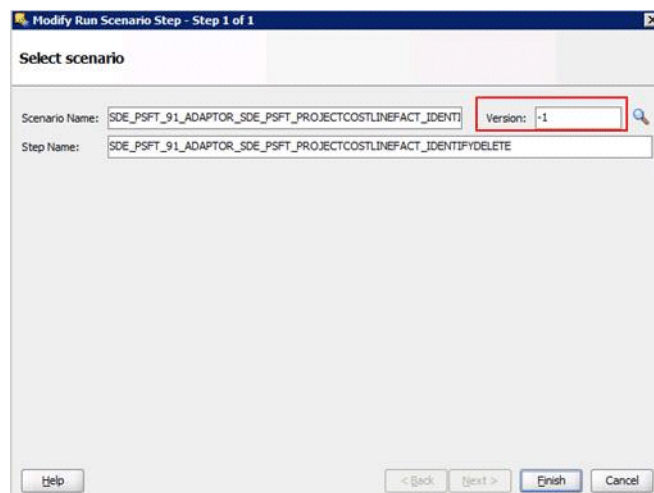 Modify Run Scenario Step - Step 1 of 1
Select scenario
Scenario Name: SDE_PSFT_91_ADAPTOR_SDE_PSFT_PROJECTCOSTLINEFACT_IDENTI Version: -1
Step Name: SDE_PSFT_91_ADAPTOR_SDE_PSFT_PROJECTCOSTLINEFACT_IDENTIFYDELETE
Help < Back Next > Finish Cancel